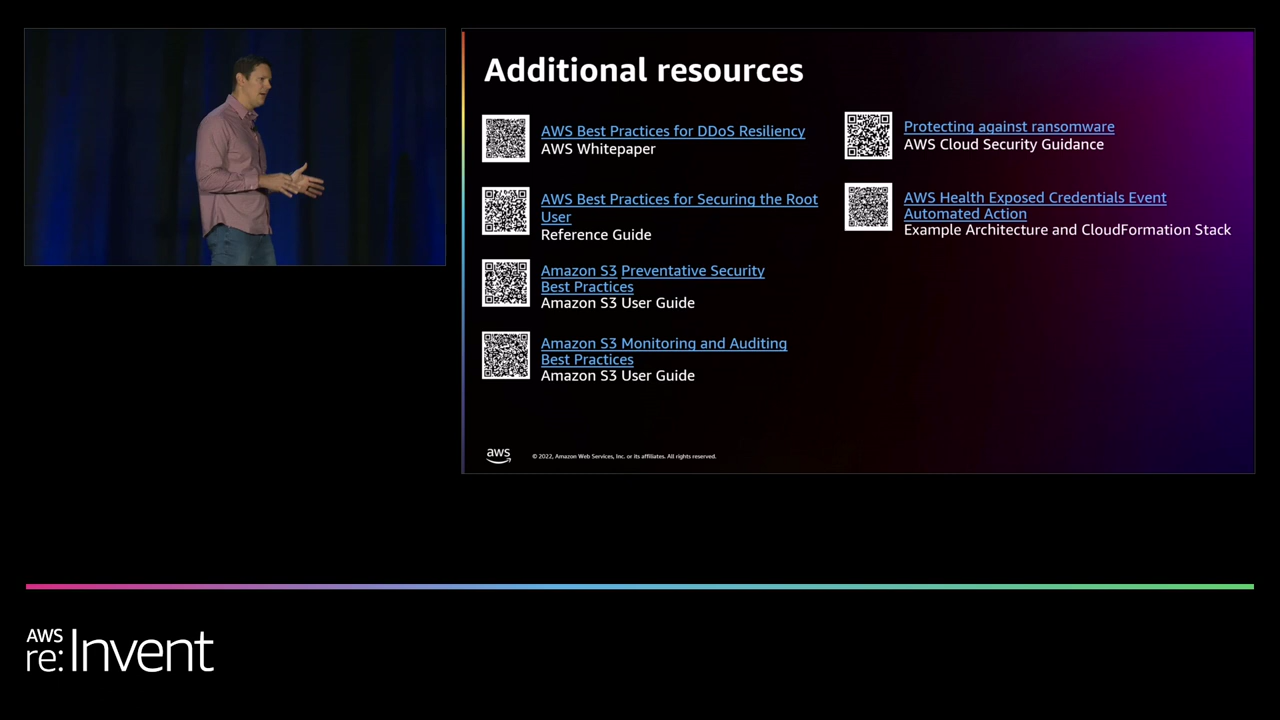 Additional resources
AWS Best Practices for DDoS Resiliency
AWS Whitepaper
AWS Best Practices for Securing the Root
User
Reference Guide
Amazon S3 Preventative Security
Best Practices
Amazon S3 User Guide
Amazon S3 Monitoring and Auditing
Best Practices
Amazon S3 User Guide
Protecting against ransomware
AWS Cloud Security Guidance
AWS Health Exposed Credentials Event
Automated Action
Example Architecture and CloudFormation Stack
aws
© 2022, Amazon Web Services, Inc. or its affiliates. All rights reserved.
AWS
re:Invent